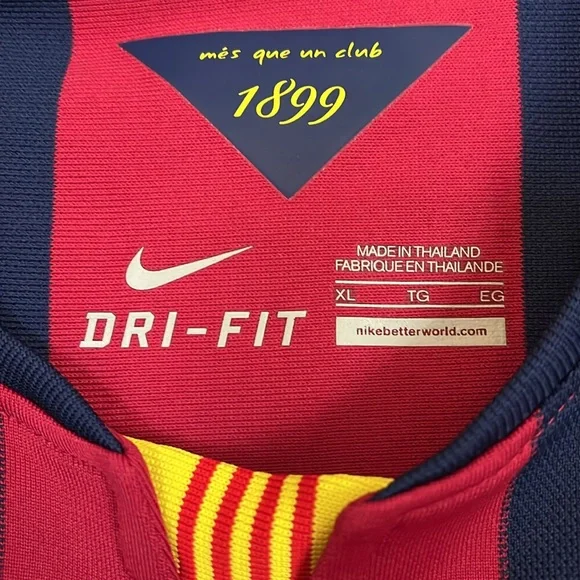 més que un club
1899
DRI-FIT
MADE IN THAILAND
FABRIQUE EN THAILANDE
XL TG EG
nikebetterworld.com